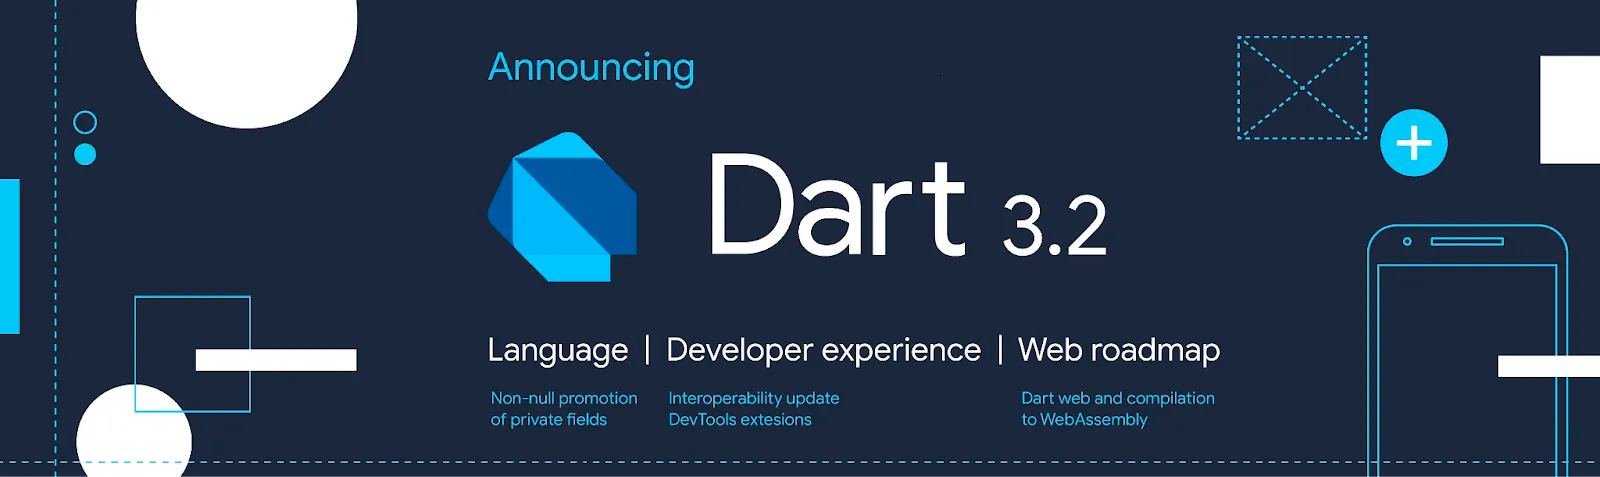 Announcing
Dart 3.2
Language | Developer experience | Web roadmap
Non-null promotion
of private fields
Interoperability update
DevTools extesions
Dart web and compilation
to WebAssembly